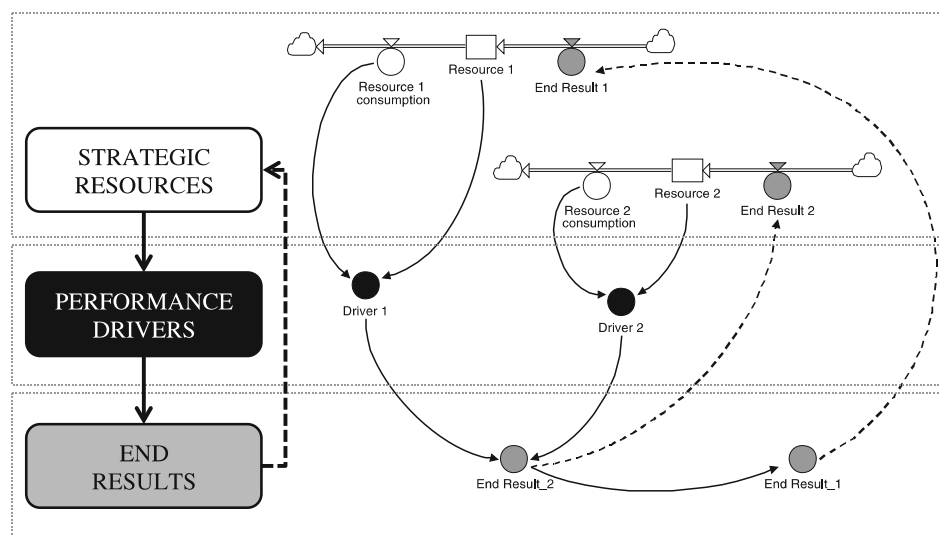 Resource 1
consumption
Resource 1
End Result 1
STRATEGIC
RESOURCES
Resource 2
consumption
Resource 2
End Result 2
PERFORMANCE
DRIVERS
Driver 1
Driver 2
END
RESULTS
End Result_2
End Result_1